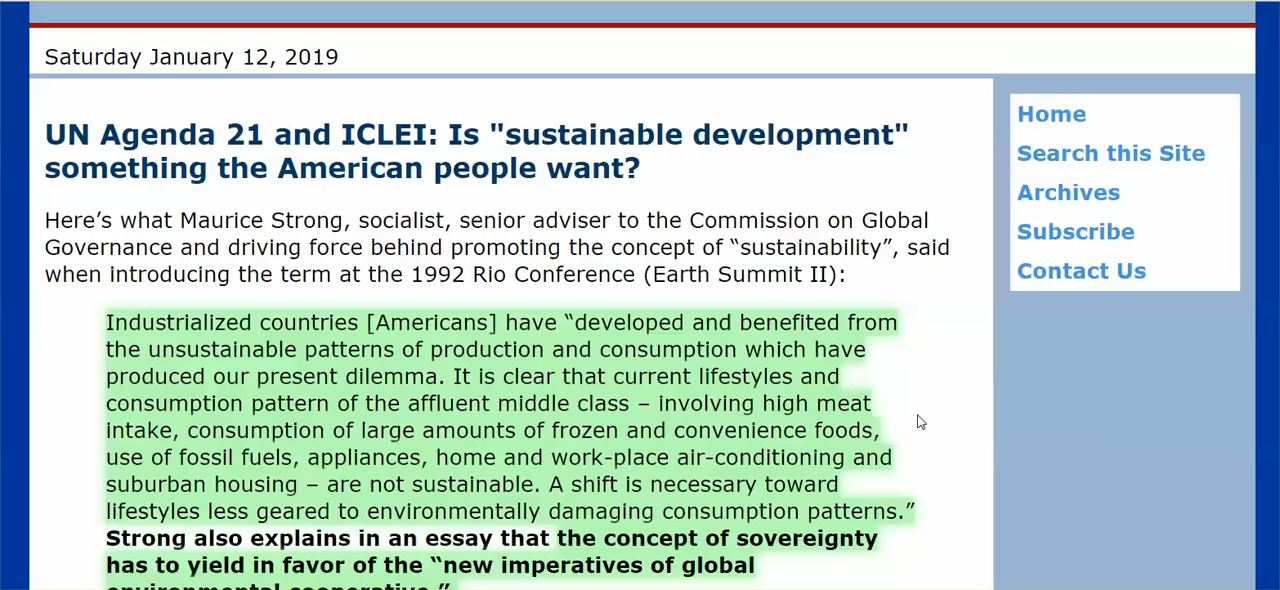 Saturday January 12, 2019
UN Agenda 21 and ICLEI: Is "sustainable development"
something the American people want?
Here’s what Maurice Strong, socialist, senior adviser to the Commission on Global
Governance and driving force behind promoting the concept of “sustainability”, said
when introducing the term at the 1992 Rio Conference (Earth Summit II):
Industrialized countries [Americans] have “developed and benefited from
the unsustainable patterns of production and consumption which have
produced our present dilemma. It is clear that current lifestyles and
consumption pattern of the affluent middle class – involving high meat
intake, consumption of large amounts of frozen and convenience foods,
use of fossil fuels, appliances, home and work-place air-conditioning and
suburban housing – are not sustainable. A shift is necessary toward
lifestyles less geared to environmentally damaging consumption patterns.”
Strong also explains in an essay that the concept of sovereignty
has to yield in favor of the “new imperatives of global
environmental cooperative.”
Home
Search this Site
Archives
Subscribe
Contact Us